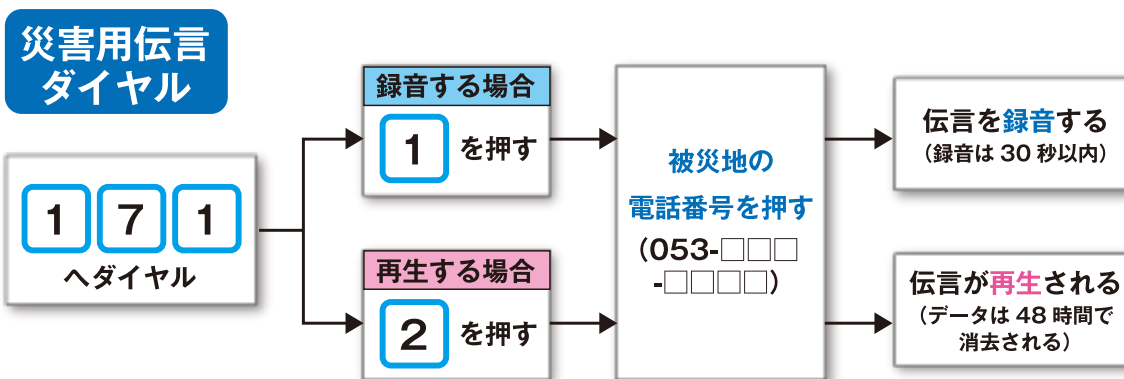 災害用伝言
ダイヤル
1 7 1
へダイヤル
録音する場合
1 を押す
再生する場合
2 を押す
被災地の
電話番号を押す
(053-□□□
-□□□□)
伝言を録音する
(録音は 30 秒以内)
伝言が再生される
(データは 48 時間で
消去される)